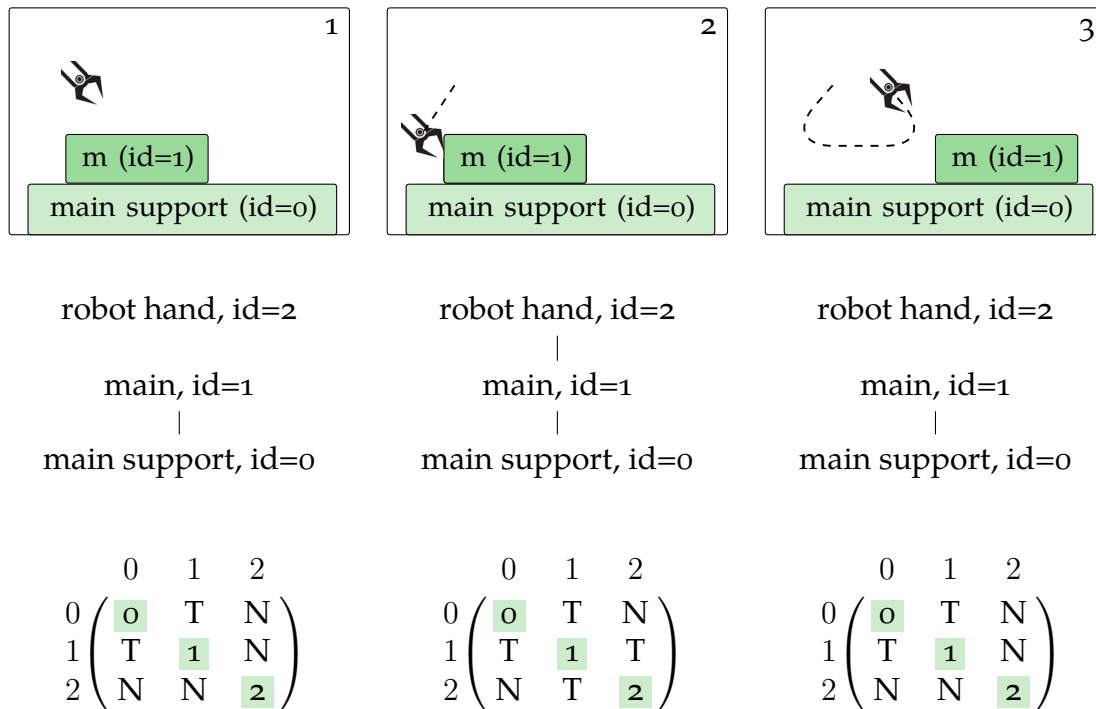 1 2 3
m (id=1) m (id=1) m (id=1)
main support (id=0) main support (id=0) main support (id=0)
robot hand, id=2 robot hand, id=2 robot hand, id=2
main, id=1 main, id=1 main, id=1
main support, id=0 main support, id=0 main support, id=0
0 1 2 0 1 2 0 1 2
0 0 T N 0 0 T N 0 0 T N
1 T 1 N 1 T 1 T 1 T 1 N
2 N N 2 2 N T 2 2 N N 2